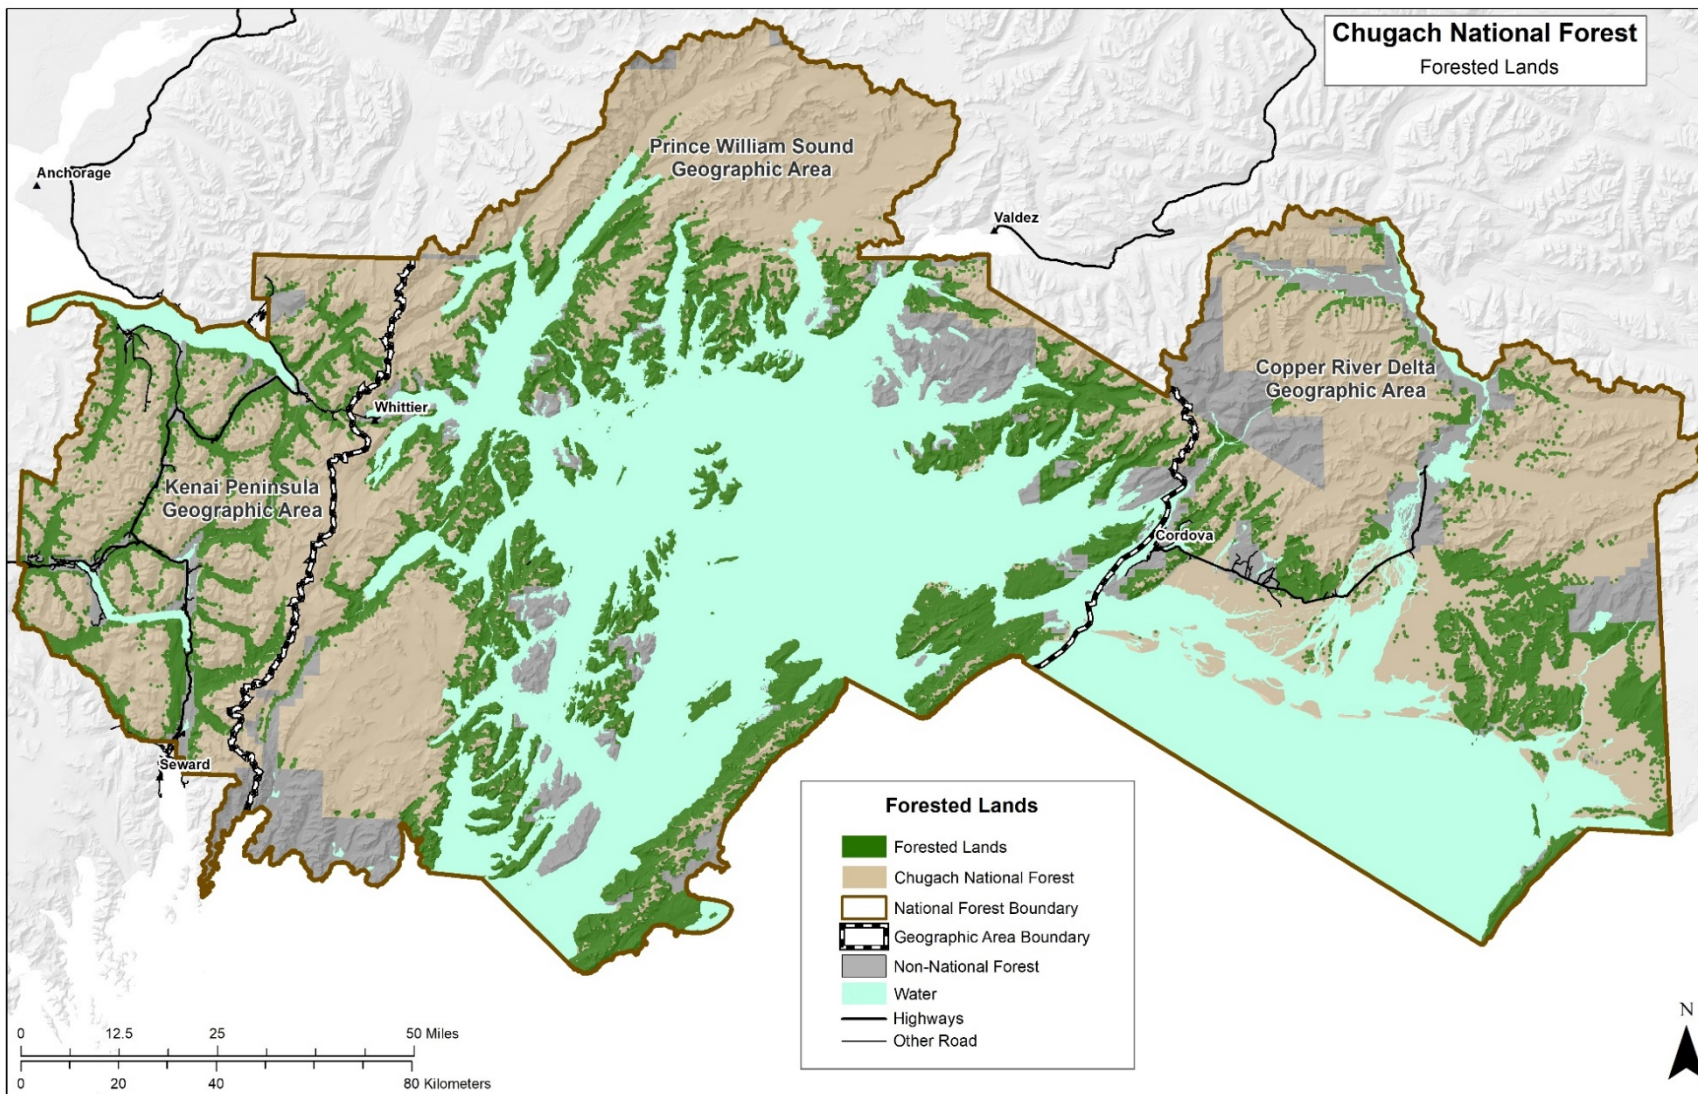 Chugach National Forest
Forested Lands
Prince William Sound
Geographic Area
Anchorage
Valdez
Copper River Delta
Geographic Area
Whittier
Kenai Peninsula
Geographic Area
Cordova
Seward
Forested Lands
Forested Lands
Chugach National Forest
National Forest Boundary
Geographic Area Boundary
Non-National Forest
Water
Highways
Other Road
0 12.5 25 50 Miles
0 20 40 80 Kilometers
N